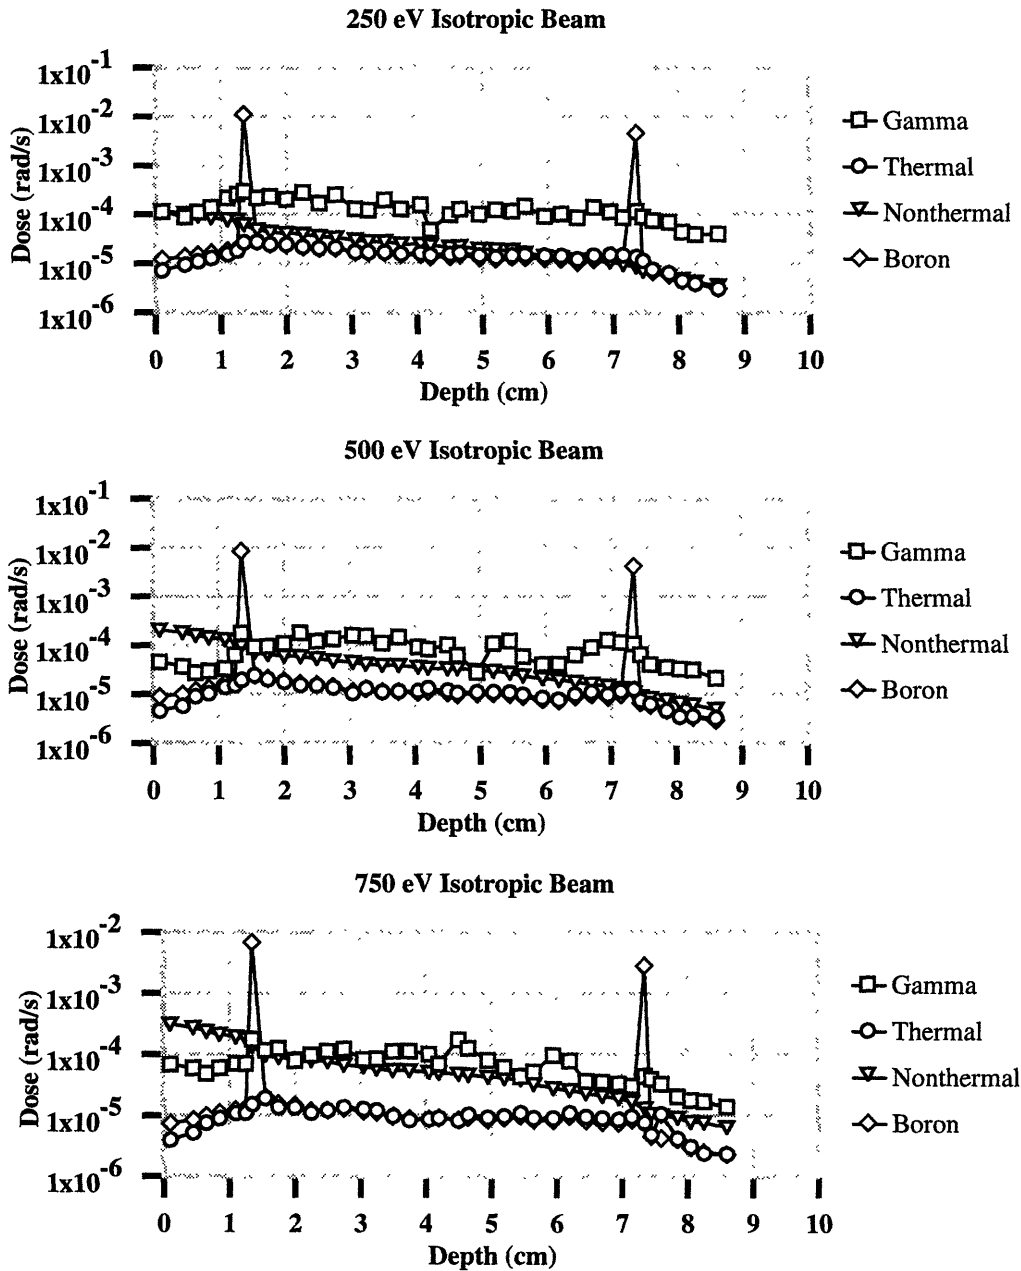 250 eV Isotropic Beam
1x10^-1
1x10^-2
1x10^-3
1x10^-4
1x10^-5
1x10^-6
Dose (rad/s)
0 1 2 3 4 5 6 7 8 9 10
Depth (cm)
Gamma
Thermal
Nonthermal
Boron
500 eV Isotropic Beam
1x10^-1
1x10^-2
1x10^-3
1x10^-4
1x10^-5
1x10^-6
Dose (rad/s)
0 1 2 3 4 5 6 7 8 9 10
Depth (cm)
Gamma
Thermal
Nonthermal
Boron
750 eV Isotropic Beam
1x10^-2
1x10^-3
1x10^-4
1x10^-5
1x10^-6
Dose (rad/s)
0 1 2 3 4 5 6 7 8 9 10
Depth (cm)
Gamma
Thermal
Nonthermal
Boron